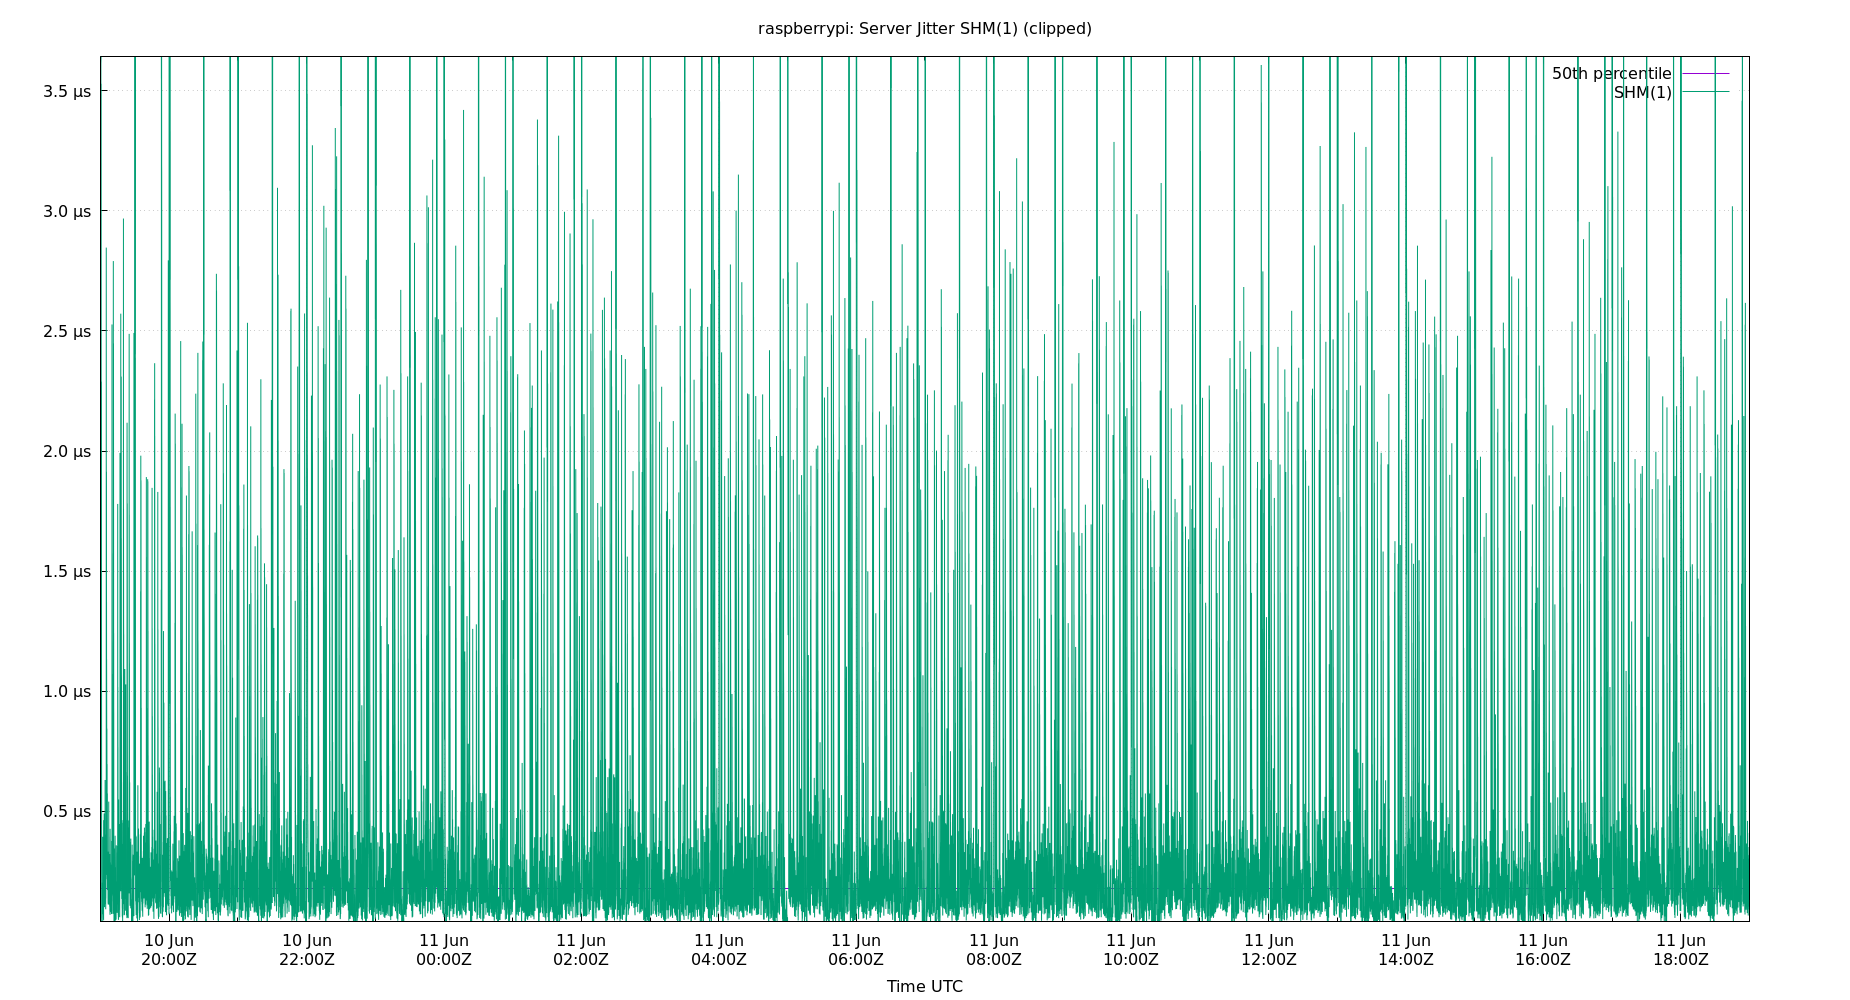 raspberrypi: Server Jitter SHM(1) (clipped)
50th percentile
SHM(1)
3.5 µs
3.0 µs
2.5 µs
2.0 µs
1.5 µs
1.0 µs
0.5 µs
10 Jun 10 Jun 11 Jun 11 Jun 11 Jun 11 Jun 11 Jun 11 Jun 11 Jun 11 Jun 11 Jun 11 Jun
20:00Z 22:00Z 00:00Z 02:00Z 04:00Z 06:00Z 08:00Z 10:00Z 12:00Z 14:00Z 16:00Z 18:00Z
Time UTC